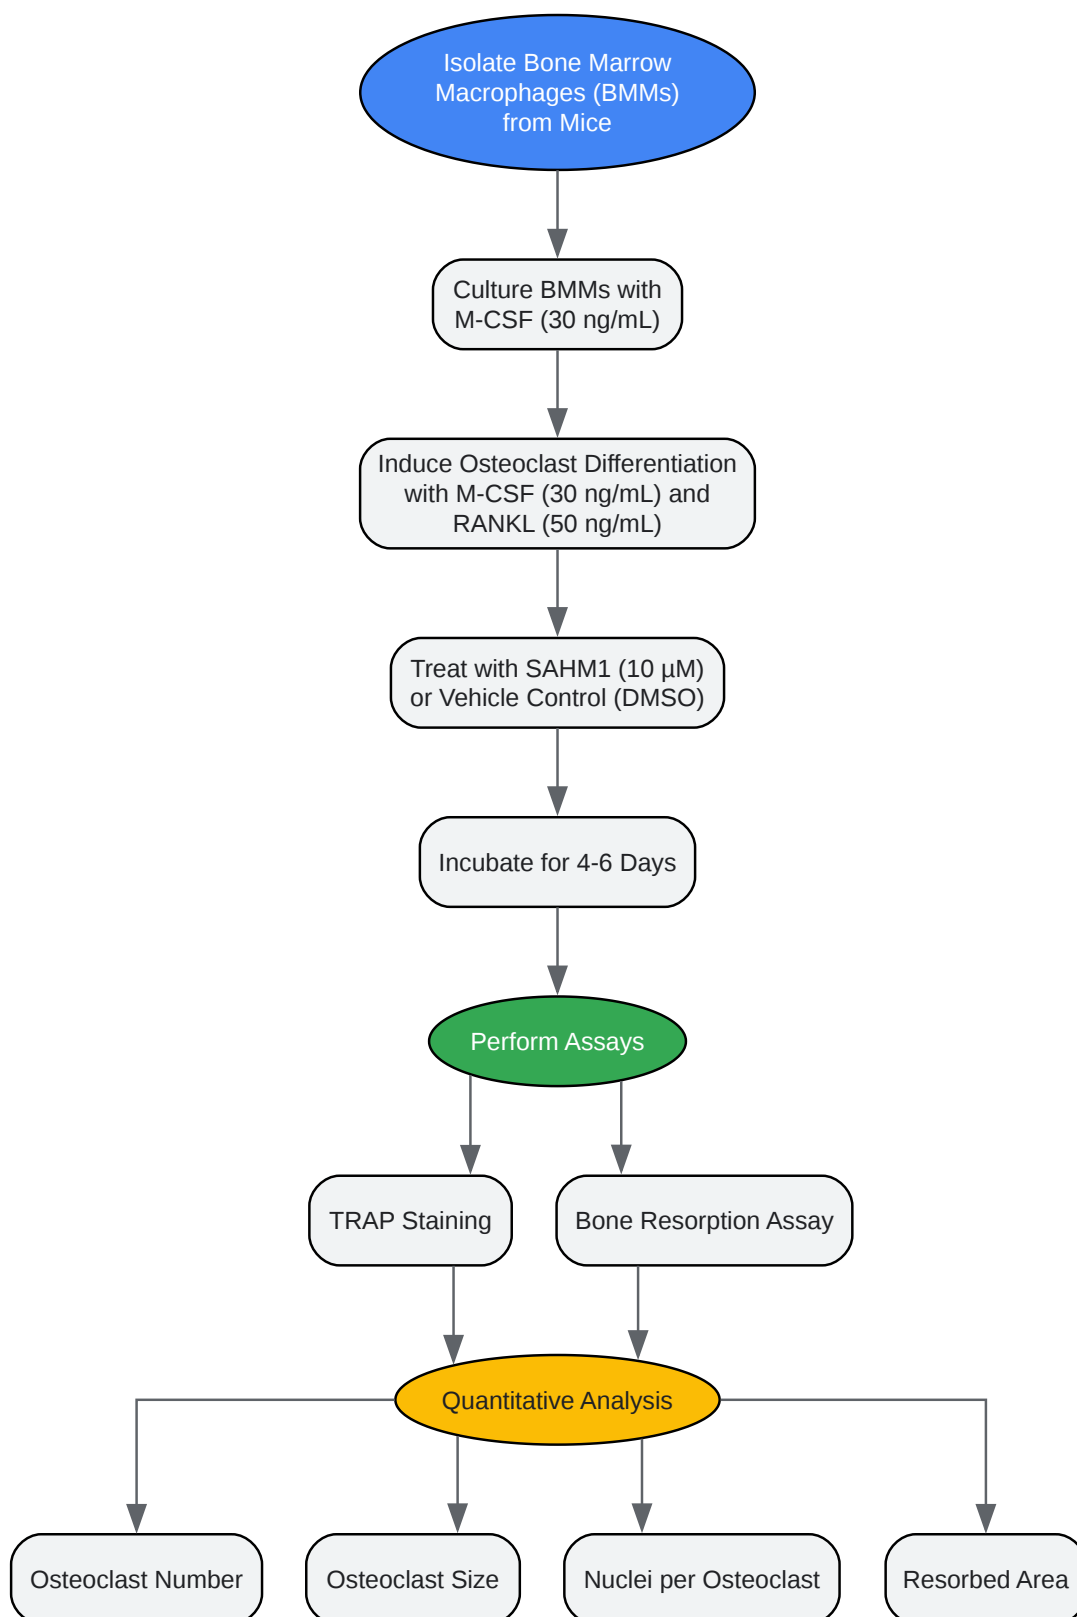 Isolate Bone Marrow
Macrophages (BMMs)
from Mice
Culture BMMs with
M-CSF (30 ng/mL)
Induce Osteoclast Differentiation
with M-CSF (30 ng/mL) and
RANKL (50 ng/mL)
Treat with SAHM1 (10 µM)
or Vehicle Control (DMSO)
Incubate for 4-6 Days
Perform Assays
TRAP Staining
Bone Resorption Assay
Quantitative Analysis
Osteoclast Number
Osteoclast Size
Nuclei per Osteoclast
Resorbed Area